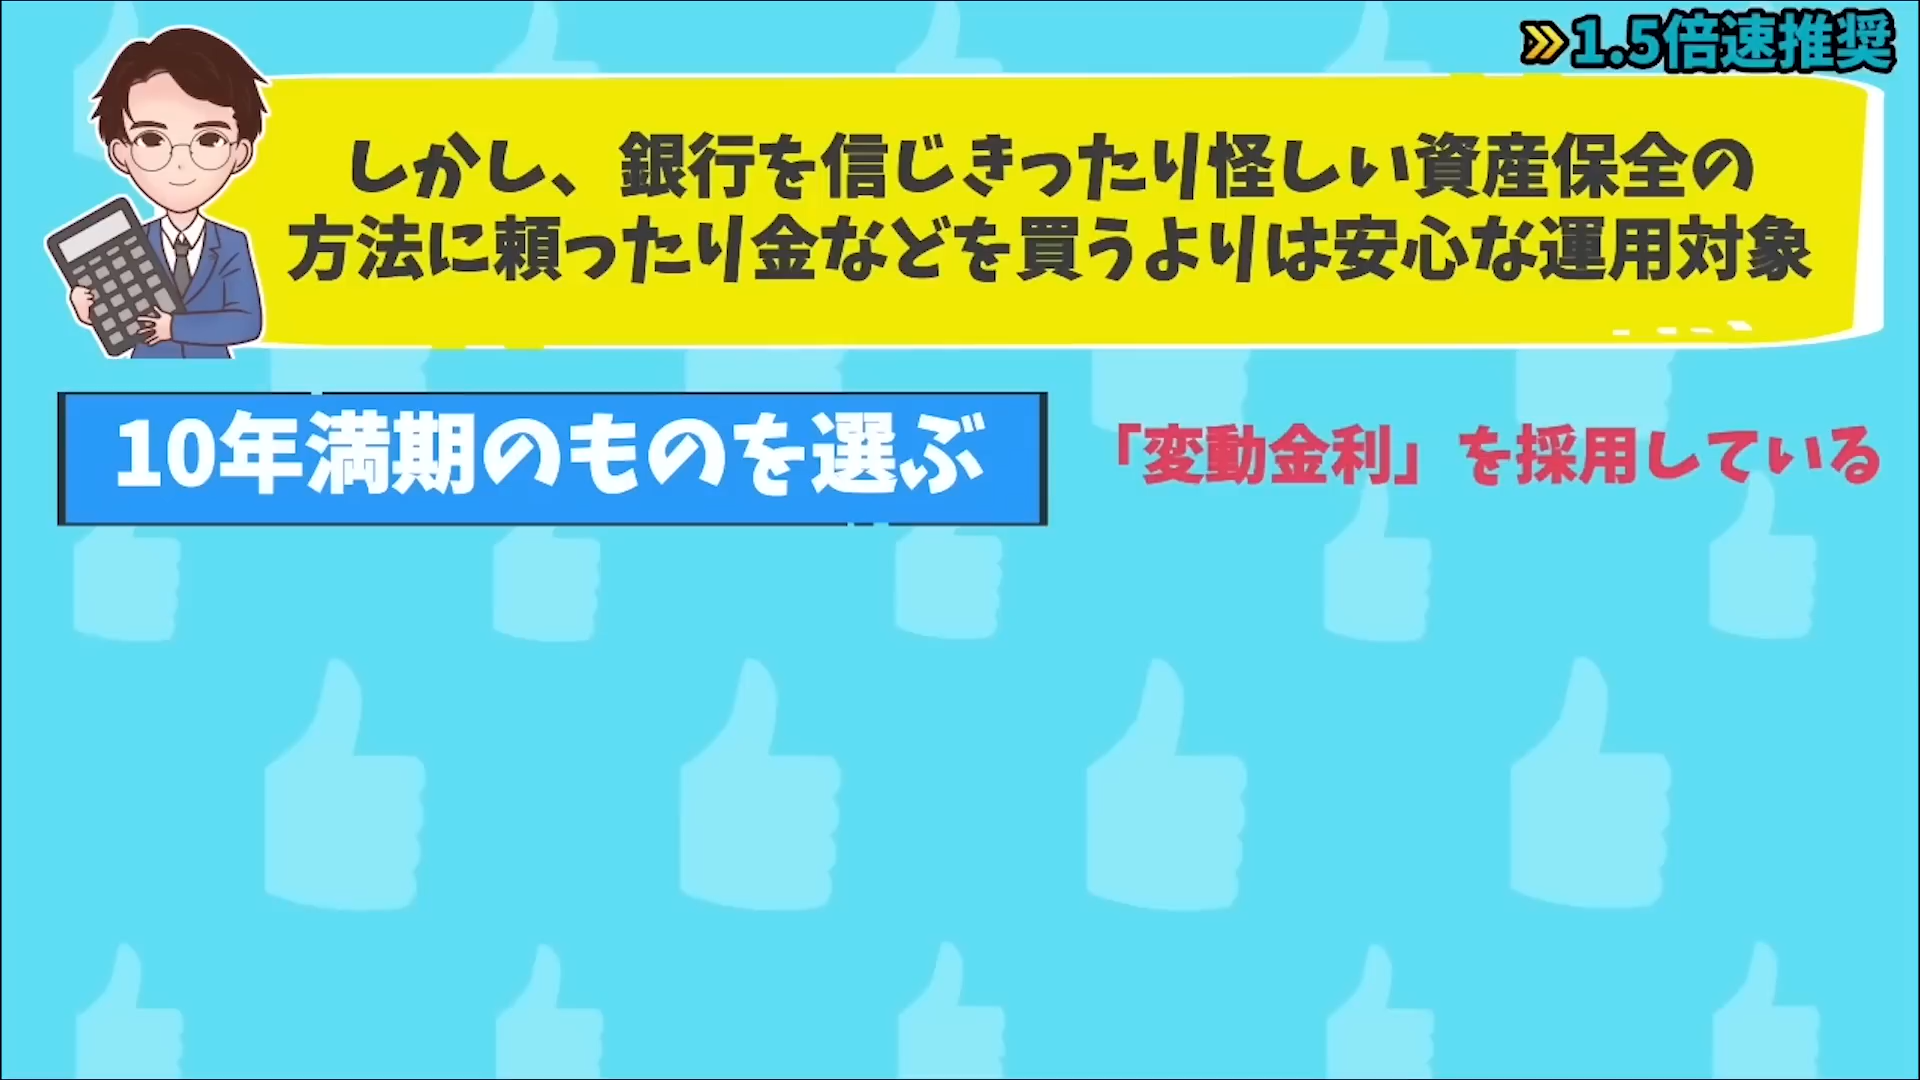 1.5倍速推奨
しかし、銀行を信じきったり怪しい資産保全の
方法に頼ったり金などを買うよりは安心な運用対象
10年満期のものを選ぶ
「変動金利」を採用している